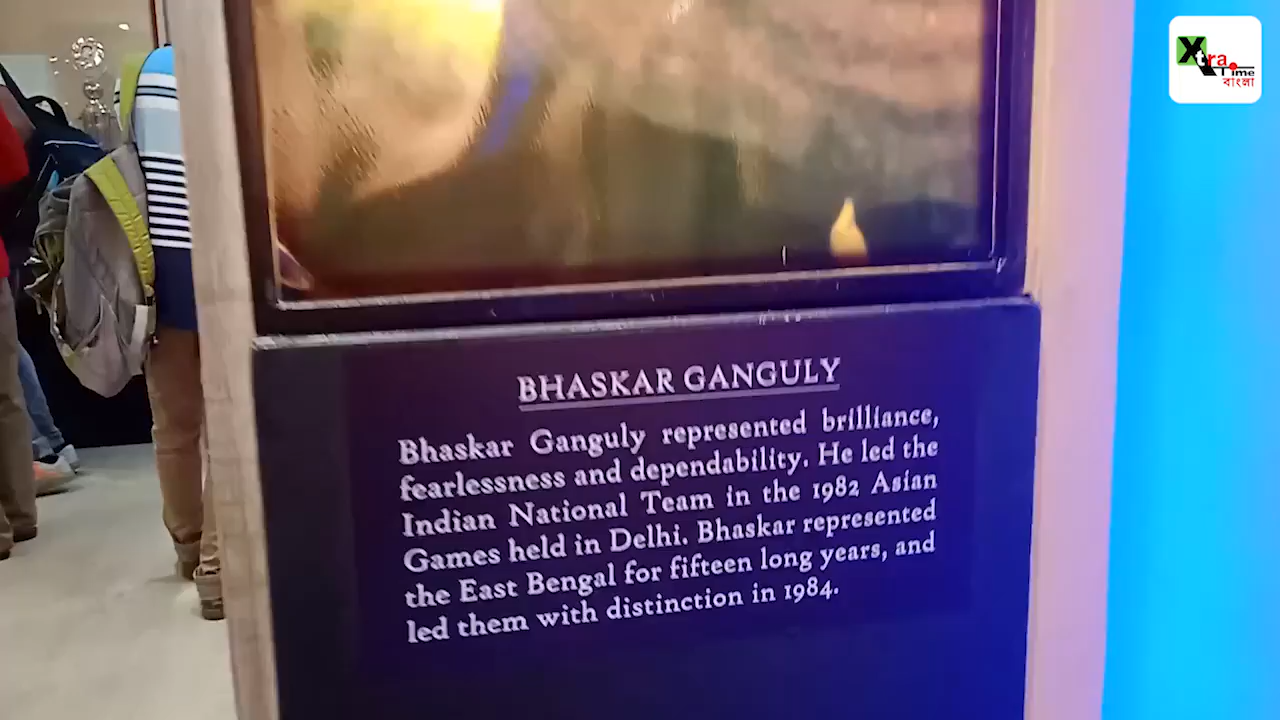 Xtra
Time
বাংলা
BHASKAR GANGULY
Bhaskar Ganguly represented brilliance,
fearlessness and dependability. He led the
Indian National Team in the 1982 Asian
Games held in Delhi. Bhaskar represented
the East Bengal for fifteen long years, and
led them with distinction in 1984.